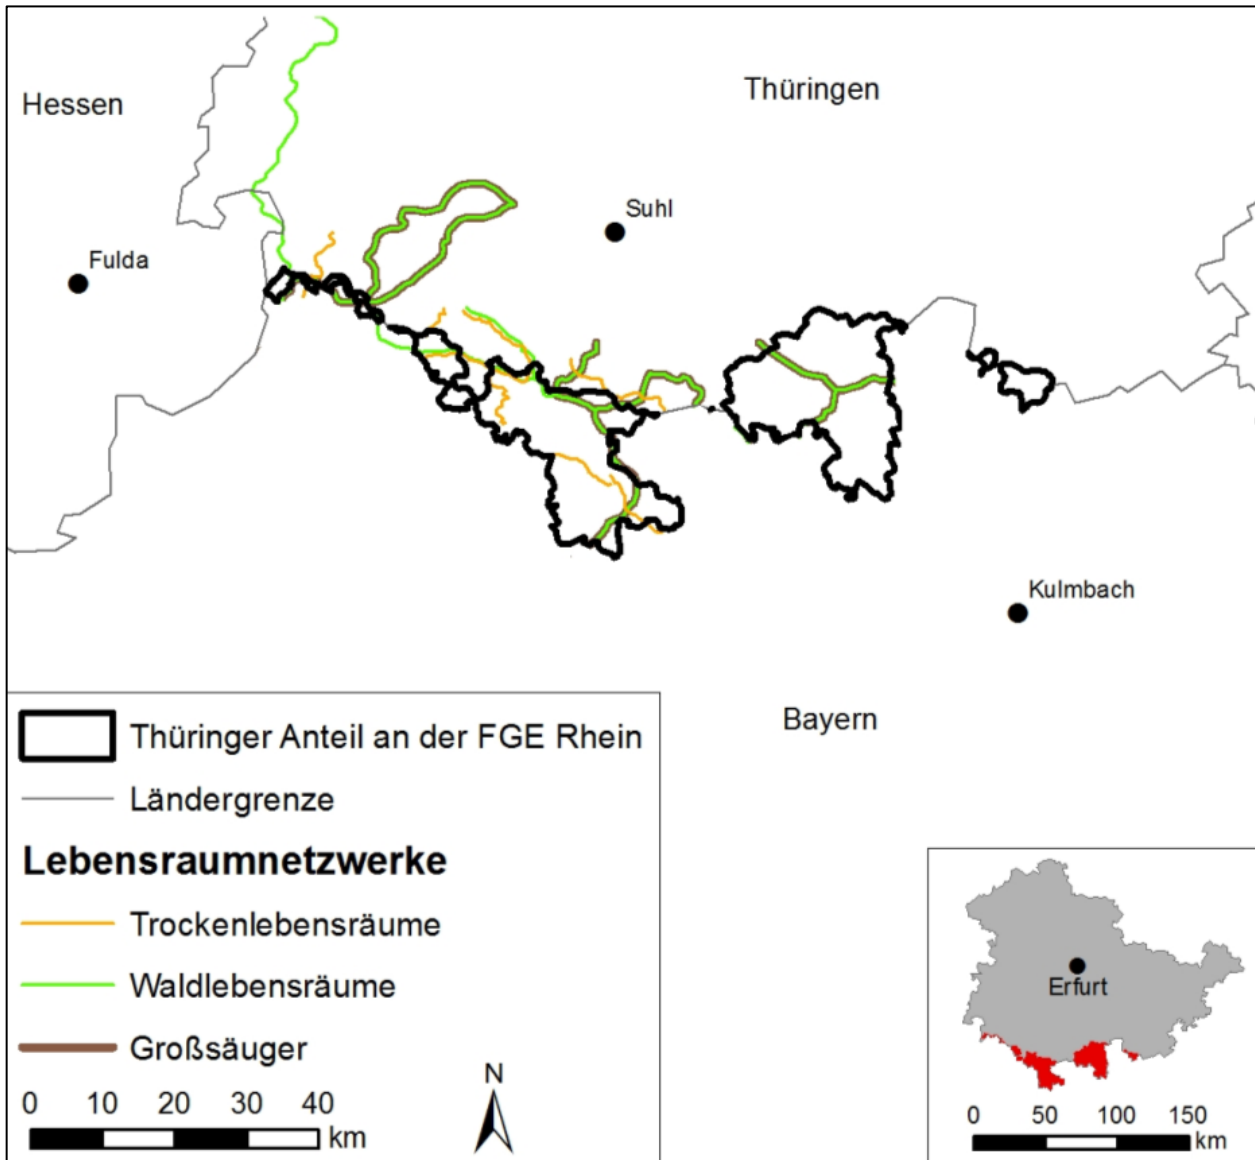 Hessen
Thüringen
Suhl
Fulda
Kulmbach
Bayern
Thüringer Anteil an der FGE Rhein
Ländergrenze
Lebensraumnetzwerke
Trockenlebensräume
Waldlebensräume
Großsäuger
0 10 20 30 40
km
N
Erfurt
0 50 100 150
km